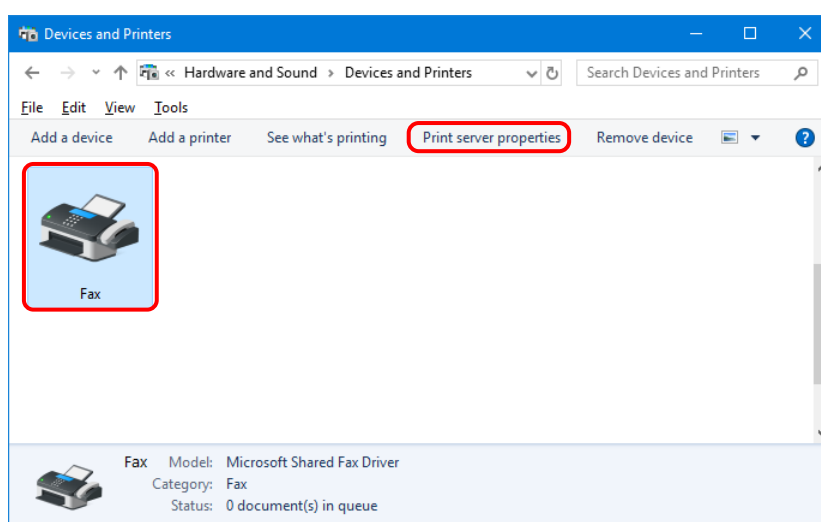 Devices and Printers
« Hardware and Sound › Devices and Printers Search Devices and Printers
File Edit View Tools
Add a device Add a printer See what's printing Print server properties Remove device ?
Fax
Fax Model: Microsoft Shared Fax Driver
Category: Fax
Status: 0 document(s) in queue